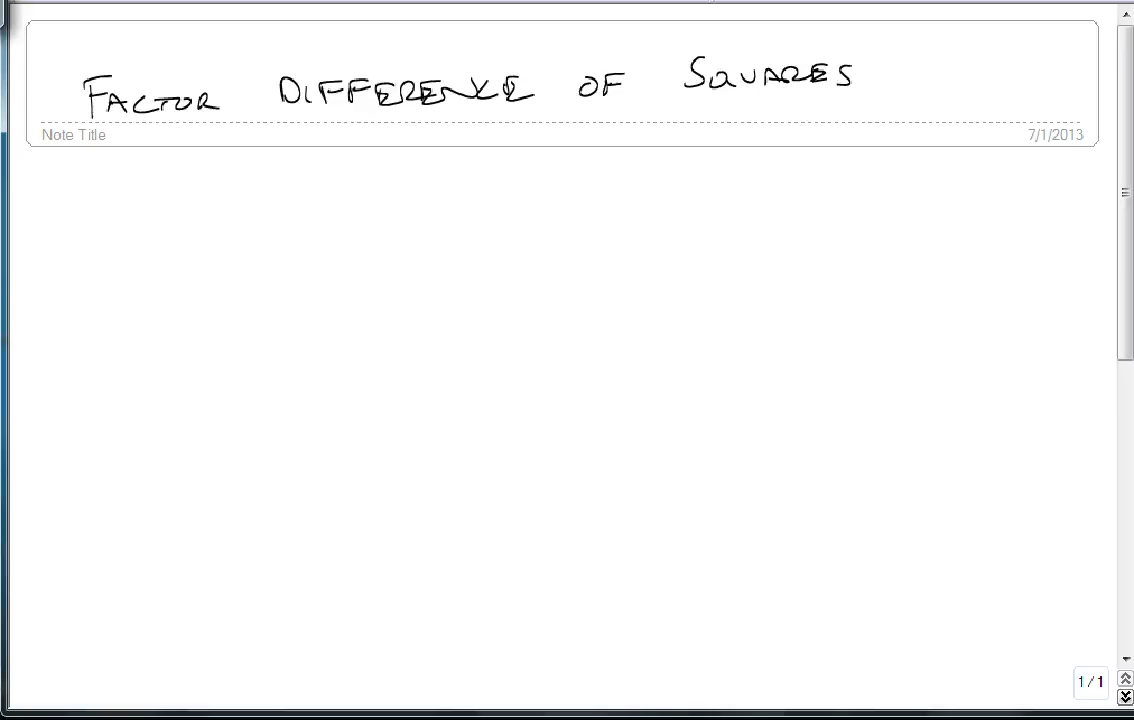 FACTOR DIFFERENCE OF SQUARES
Note Title
7/1/2013
1/1